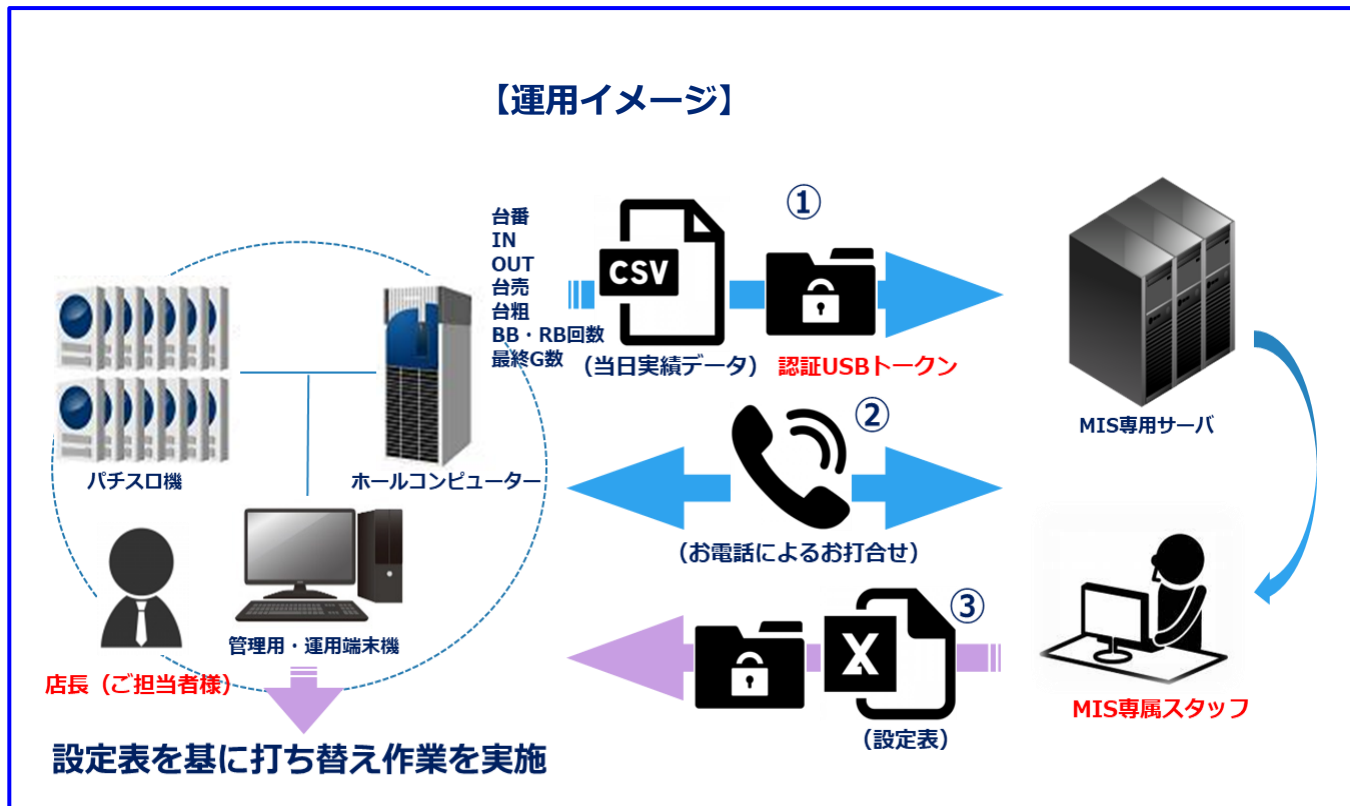 【運用イメージ】
台番
IN
OUT
台売
台粗
BB・RB回数
最終G数
CSV
(当日実績データ)
①
認証USBトークン
MIS専用サーバ
パチスロ機
ホールコンピューター
②
(お電話によるお打合せ)
管理用・運用端末機
店長（ご担当者様）
③
X
(設定表)
MIS専属スタッフ
設定表を基に打ち替え作業を実施